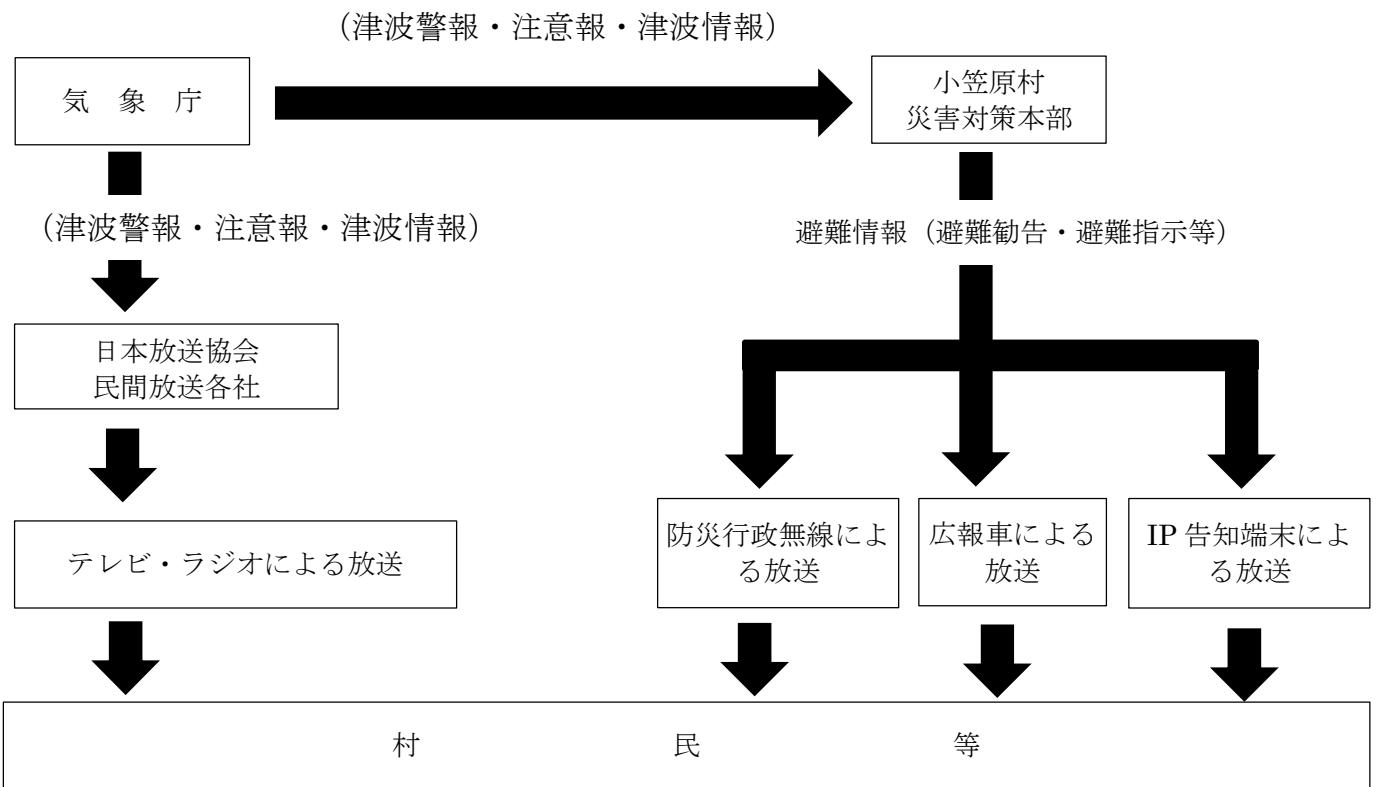 （津波警報・注意報・津波情報）
気　象　庁
小笠原村
災害対策本部
（津波警報・注意報・津波情報）
避難情報（避難勧告・避難指示等）
日本放送協会
民間放送各社
テレビ・ラジオによる放送
防災行政無線によ
る放送
広報車による
放送
IP 告知端末によ
る放送
村　民　等